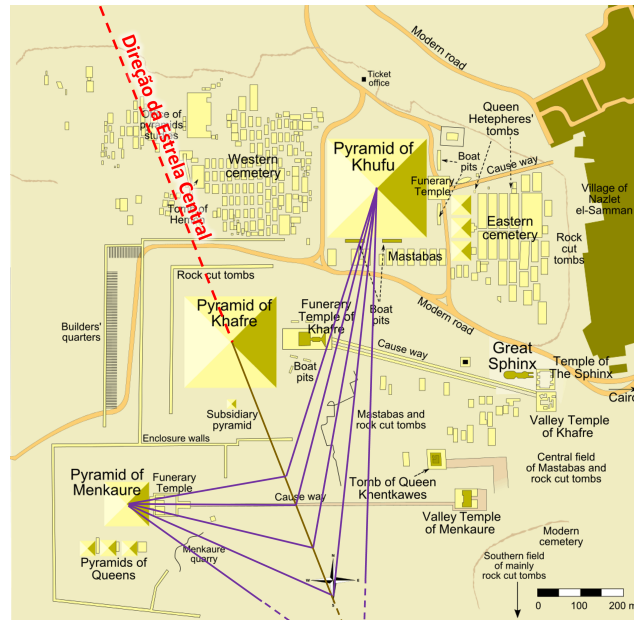 Direção da Estrela Central
Modern road
Ticket
office
Office of
pyramids
studies
Western
cemetery
Pyramid of
Khufu
Queen
Hetepheres'
tombs
Boat
pits
Cause way
Funerary
Temple
Village of
Nazlet
el-Samman
Eastern
cemetery
Rock
cut
tombs
Mastabas
Rock cut tombs
Boat
pits
Modern road
Pyramid of
Khafre
Funerary
Temple of
Khafre
Builders'
quarters
Boat
pits
Cause way
Great
Sphinx
Temple of
The Sphinx
Subsidiary
pyramid
Mastabas and
rock cut tombs
Valley Temple
of Khafre
Enclosure walls
Central field
of Mastabas and
rock cut tombs
Pyramid of
Menkaure
Funerary
Temple
Cause way
Tomb of Queen
Khentkawes
Valley Temple
of Menkaure
Menkaure
quarry
Pyramids
of Queens
Modern
cemetery
Southern field
of mainly
rock cut tombs
0 100 200 m